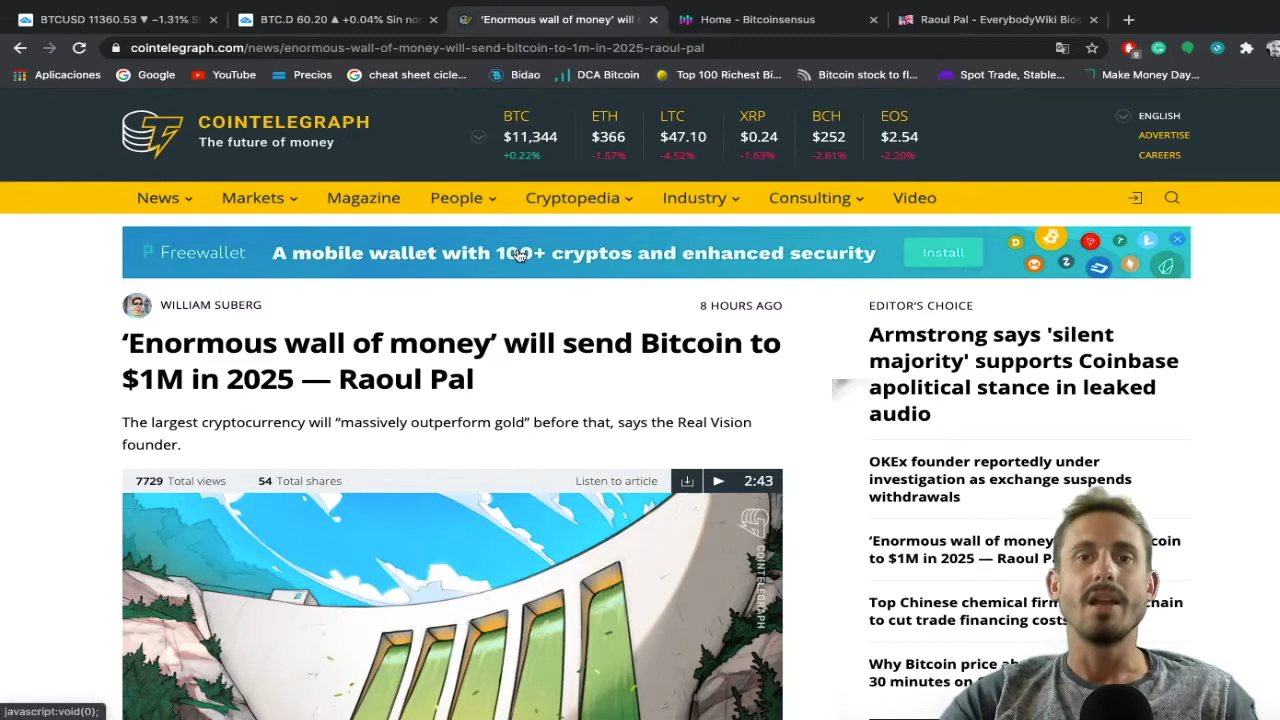 BTCUSD 11360.53 ▼ −1.31% S
BTC.D 60.20 ▲ +0.04% Sin nor
'Enormous wall of money' will
Home - Bitcoinsensus
Raoul Pal - EverybodyWiki Bios
cointelegraph.com/news/enormous-wall-of-money-will-send-bitcoin-to-1m-in-2025-raoul-pal
9
Aplicaciones
Google
YouTube
Precios
cheat sheet cicle...
Bidao
DCA Bitcoin
Top 100 Richest Bi...
Bitcoin stock to fl...
Spot Trade, Stable...
Make Money Day...
COINTELEGRAPH
The future of money
BTC ETH LTC XRP BCH EOS
$11,344 $366 $47.10 $0.24 $252 $2.54
+0.22% -1.57% -4.52% -1.63% -2.61% -2.20%
ENGLISH
ADVERTISE
CAREERS
News Markets Magazine People Cryptopedia Industry Consulting Video
Freewallet
A mobile wallet with 100+ cryptos and enhanced security
Install
WILLIAM SUBERG
8 HOURS AGO
'Enormous wall of money' will send Bitcoin to
$1M in 2025 — Raoul Pal
The largest cryptocurrency will "massively outperform gold" before that, says the Real Vision
founder.
7729 Total views
54 Total shares
Listen to article
2:43
COINTELEGRAPH
EDITOR'S CHOICE
Armstrong says 'silent
majority' supports Coinbase
apolitical stance in leaked
audio
OKEx founder reportedly under
investigation as exchange suspends
withdrawals
'Enormous wall of money
to $1M in 2025 — Raoul
Top Chinese chemical
to cut trade financing
Why Bitcoin price
30 minutes on
javascript:void(0);